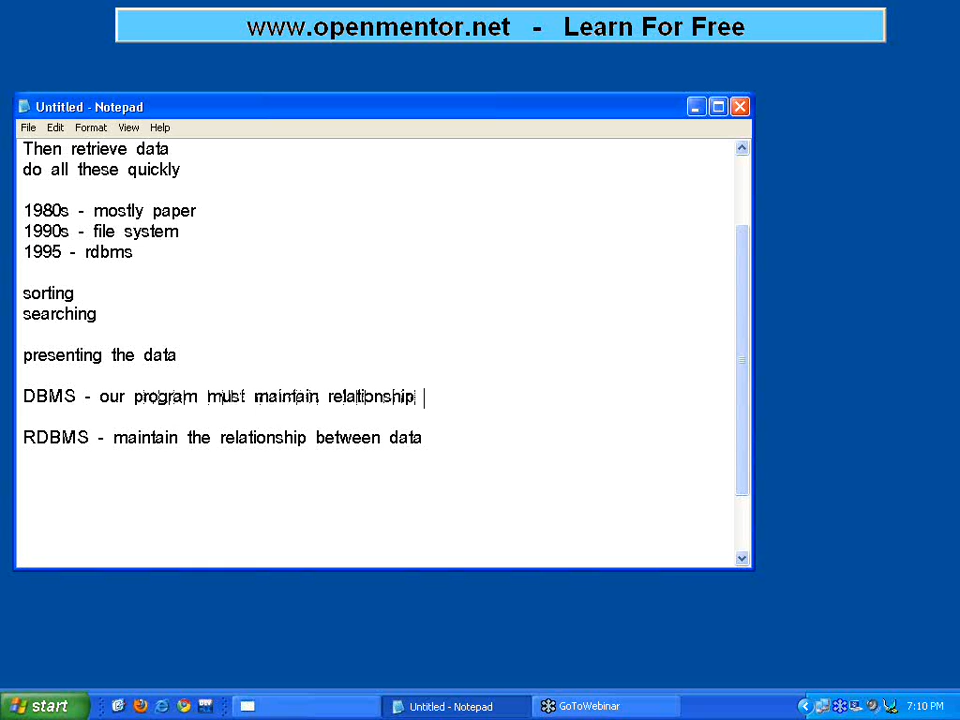 www.openmentor.net - Learn For Free
Untitled - Notepad
File Edit Format View Help
Then retrieve data
do all these quickly
1980s - mostly paper
1990s - file system
1995 - rdbms
sorting
searching
presenting the data
DBMS - our program must maintain relationship
RDBMS - maintain the relationship between data
start
Untitled - Notepad
GoToWebinar
7:10 PM